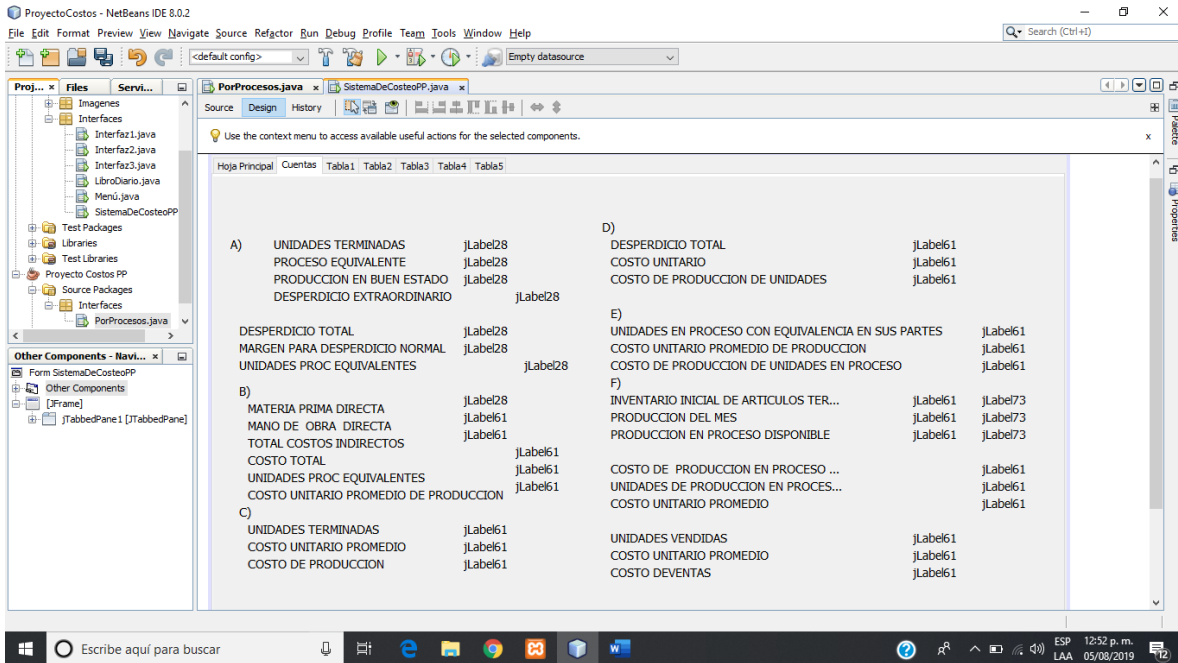 ProyectoCostos - NetBeans IDE 8.0.2
File Edit Format Preview View Navigate Source Refactor Run Debug Profile Team Tools Window Help
Search (Ctrl+I)
<default config>
Empty datasource
Proj... x Files Servi...
Imagenes
Interfaces
Interfaz1.java
Interfaz2.java
Interfaz3.java
LibroDiario.java
Menú.java
SistemaDeCosteoPP
Test Packages
Libraries
Test Libraries
Proyecto Costos PP
Source Packages
Interfaces
PorProcesos.java
Other Components - Navi... x
Form SistemaDeCosteoPP
Other Components
[JFrame]
jTabbedPane1 [JTabbedPane]
PorProcesos.java x SistemaDeCosteoPP.java x
Source Design History
Use the context menu to access available useful actions for the selected components. x
Hoja Principal Cuentas Tabla1 Tabla2 Tabla3 Tabla4 Tabla5
A) UNIDADES TERMINADAS jLabel28
PROCESO EQUIVALENTE jLabel28
PRODUCCION EN BUEN ESTADO jLabel28
DESPERDICIO EXTRAORDINARIO jLabel28
DESPERDICIO TOTAL jLabel28
MARGEN PARA DESPERDICIO NORMAL jLabel28
UNIDADES PROC EQUIVALENTES jLabel28
B)
MATERIA PRIMA DIRECTA jLabel28
MANO DE OBRA DIRECTA jLabel61
TOTAL COSTOS INDIRECTOS jLabel61
COSTO TOTAL jLabel61
UNIDADES PROC EQUIVALENTES jLabel61
COSTO UNITARIO PROMEDIO DE PRODUCCION jLabel61
C)
UNIDADES TERMINADAS jLabel61
COSTO UNITARIO PROMEDIO jLabel61
COSTO DE PRODUCCION jLabel61
D)
DESPERDICIO TOTAL jLabel61
COSTO UNITARIO jLabel61
COSTO DE PRODUCCION DE UNIDADES jLabel61
E)
UNIDADES EN PROCESO CON EQUIVALENCIA EN SUS PARTES jLabel61
COSTO UNITARIO PROMEDIO DE PRODUCCION jLabel61
COSTO DE PRODUCCION DE UNIDADES EN PROCESO jLabel61
F)
INVENTARIO INICIAL DE ARTICULOS TER... jLabel61 jLabel73
PRODUCCION DEL MES jLabel61 jLabel73
PRODUCCION EN PROCESO DISPONIBLE jLabel61 jLabel73
COSTO DE PRODUCCION EN PROCESO ... jLabel61
UNIDADES DE PRODUCCION EN PROCES... jLabel61
COSTO UNITARIO PROMEDIO jLabel61
UNIDADES VENDIDAS jLabel61
COSTO UNITARIO PROMEDIO jLabel61
COSTO DEVENTAS jLabel61
Palette
Properties
Escribe aquí para buscar
ESP
LAA
12:52 p. m.
05/08/2019
12